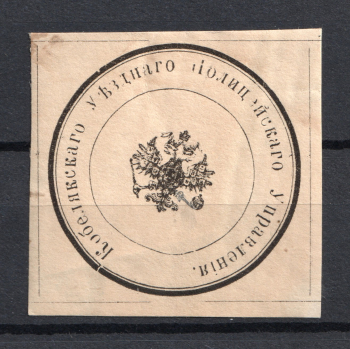 Кобелякскаго Уѣзднаго Полицейскаго Управленія.